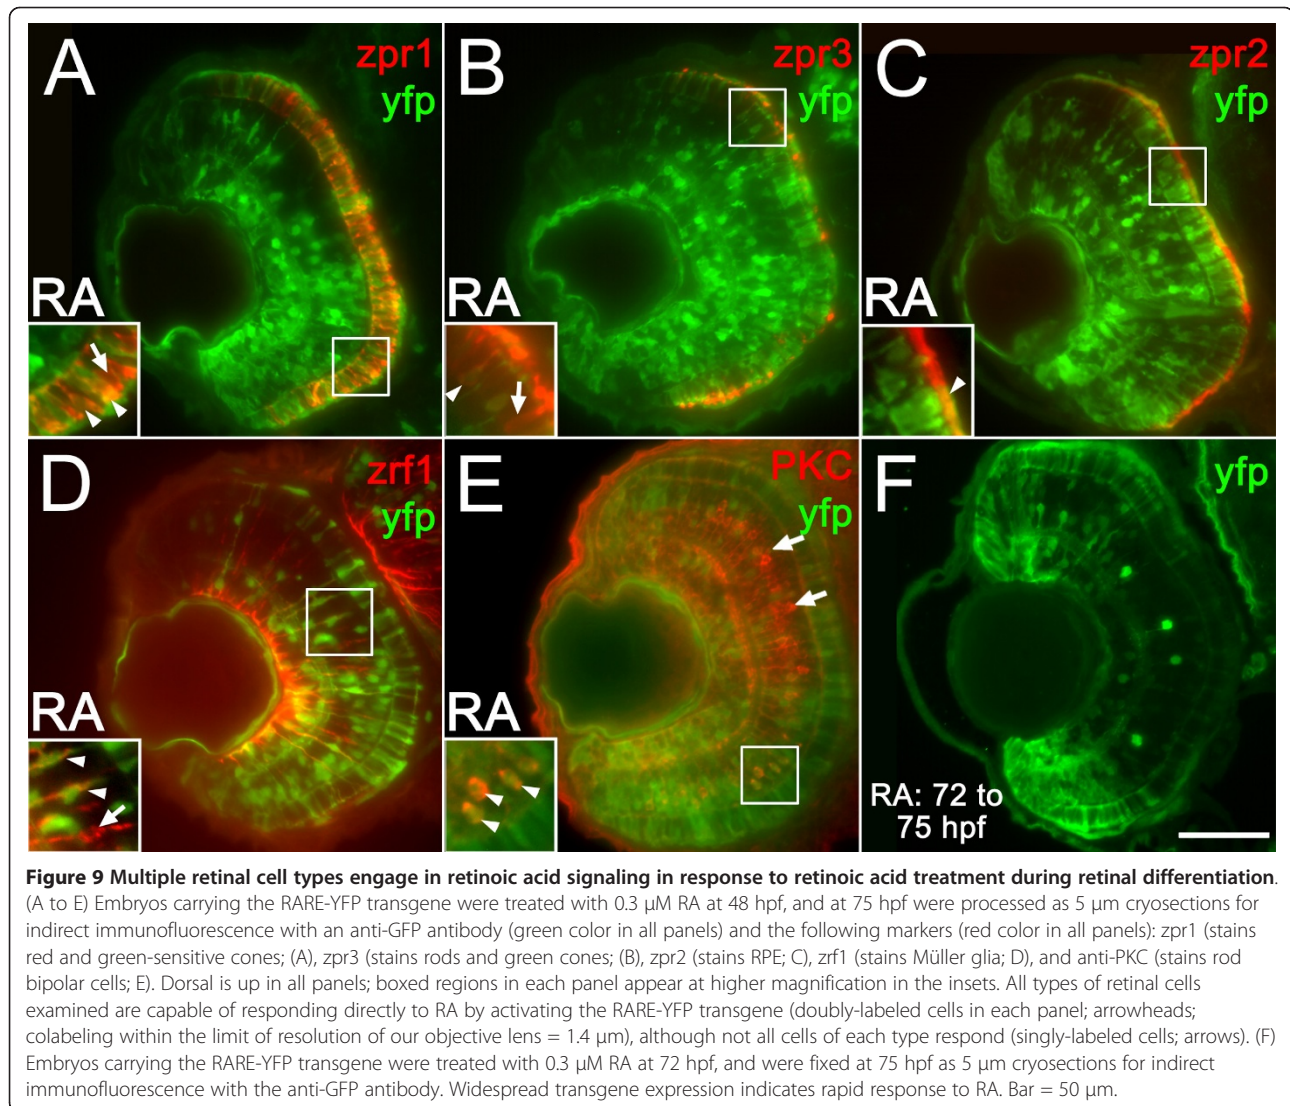 A
zpr1
yfp
RA
B
zpr3
yfp
RA
C
zpr2
yfp
RA
D
zrf1
yfp
RA
E
PKC
yfp
RA
F
yfp
RA: 72 to
75 hpf
Figure 9 Multiple retinal cell types engage in retinoic acid signaling in response to retinoic acid treatment during retinal differentiation.
(A to E) Embryos carrying the RARE-YFP transgene were treated with 0.3 μM RA at 48 hpf, and at 75 hpf were processed as 5 μm cryosections for
indirect immunofluorescence with an anti-GFP antibody (green color in all panels) and the following markers (red color in all panels): zpr1 (stains
red and green-sensitive cones; (A), zpr3 (stains rods and green cones; (B), zpr2 (stains RPE; C), zrf1 (stains Müller glia; D), and anti-PKC (stains rod
bipolar cells; E). Dorsal is up in all panels; boxed regions in each panel appear at higher magnification in the insets. All types of retinal cells
examined are capable of responding directly to RA by activating the RARE-YFP transgene (doubly-labeled cells in each panel; arrowheads;
colabeling within the limit of resolution of our objective lens = 1.4 μm), although not all cells of each type respond (singly-labeled cells; arrows). (F)
Embryos carrying the RARE-YFP transgene were treated with 0.3 μM RA at 72 hpf, and were fixed at 75 hpf as 5 μm cryosections for indirect
immunofluorescence with the anti-GFP antibody. Widespread transgene expression indicates rapid response to RA. Bar = 50 μm.